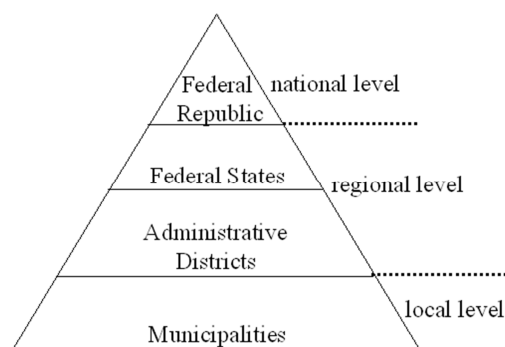 Federal
Republic
national level
Federal States
regional level
Administrative
Districts
local level
Municipalities